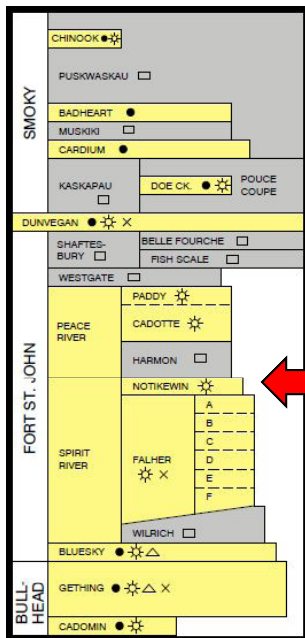 SMOKY
CHINOOK
PUSKWASKAU
BADHEART
MUSKIKI
CARDIUM
KASKAPAU
DOE CK.
POUCE
COUPE
DUNVEGAN
FORT ST. JOHN
SHAFTES-
BURY
BELLE FOURCHE
FISH SCALE
WESTGATE
PEACE
RIVER
PADDY
CADOTTE
HARMON
NOTIKEWIN
SPIRIT
RIVER
FALHER
A
B
C
D
E
F
WILRICH
BLUESKY
BULL-
HEAD
GETHING
CADOMIN